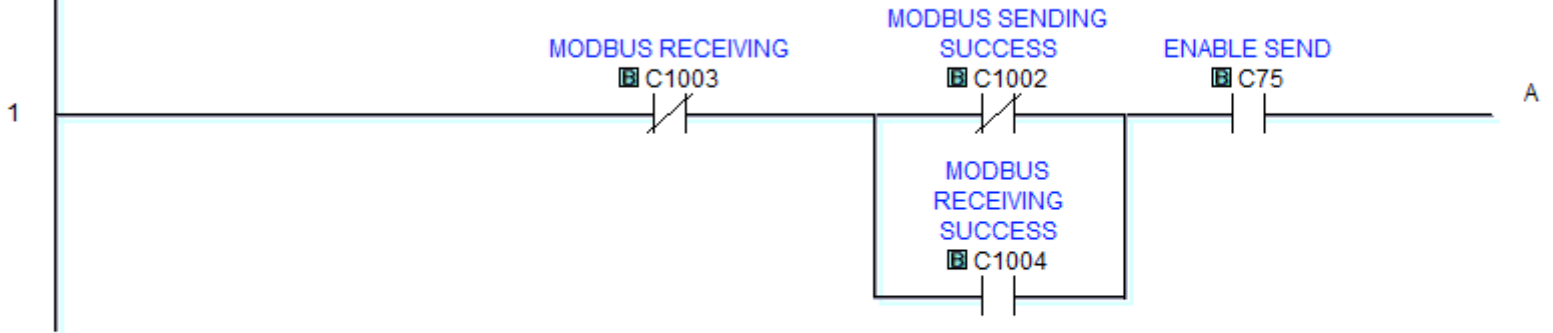 MODBUS SENDING
MODBUS RECEIVING SUCCESS ENABLE SEND
B C1003 B C1002 B C75
1 A
MODBUS
RECEIVING
SUCCESS
B C1004